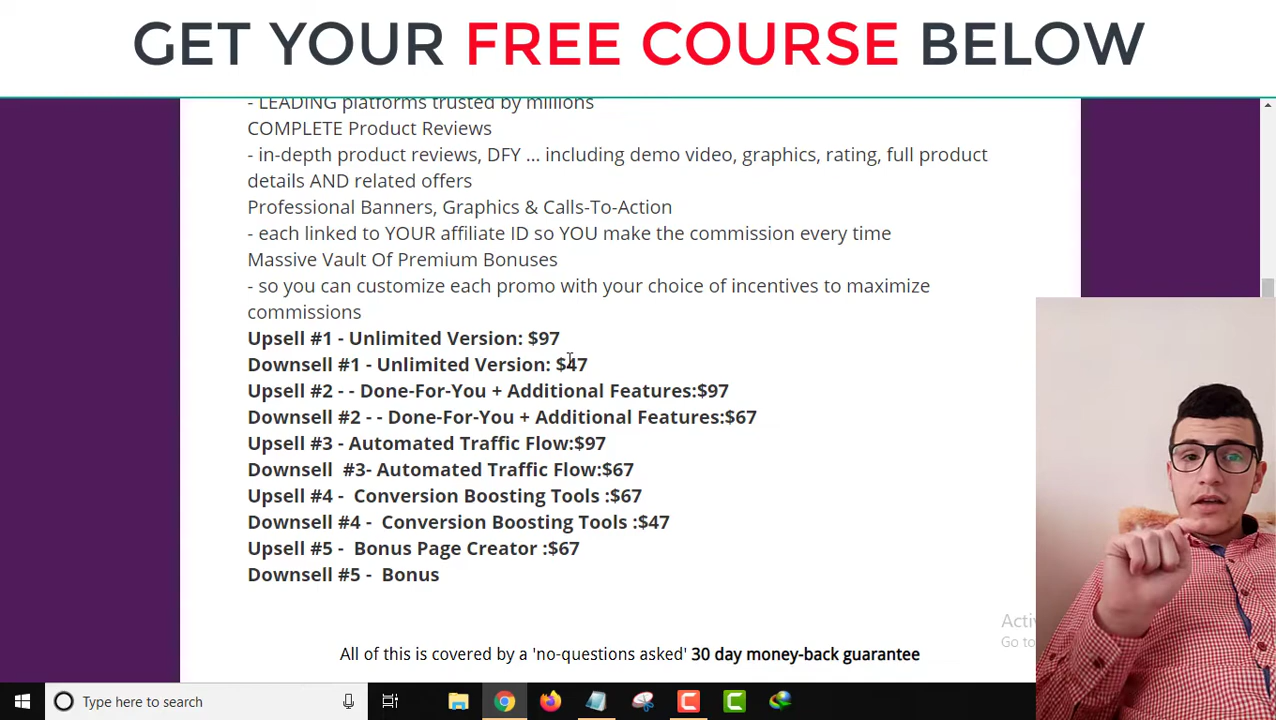 GET YOUR FREE COURSE BELOW
- LEADING platforms trusted by millions
COMPLETE Product Reviews
- in-depth product reviews, DFY ... including demo video, graphics, rating, full product
details AND related offers
Professional Banners, Graphics & Calls-To-Action
- each linked to YOUR affiliate ID so YOU make the commission every time
Massive Vault Of Premium Bonuses
- so you can customize each promo with your choice of incentives to maximize
commissions
Upsell #1 - Unlimited Version: $97
Downsell #1 - Unlimited Version: $47
Upsell #2 - - Done-For-You + Additional Features:$97
Downsell #2 - - Done-For-You + Additional Features:$67
Upsell #3 - Automated Traffic Flow:$97
Downsell  #3- Automated Traffic Flow:$67
Upsell #4 -  Conversion Boosting Tools :$67
Downsell #4 -  Conversion Boosting Tools :$47
Upsell #5 -  Bonus Page Creator :$67
Downsell #5 -  Bonus
All of this is covered by a 'no-questions asked' 30 day money-back guarantee
Go to
Type here to search